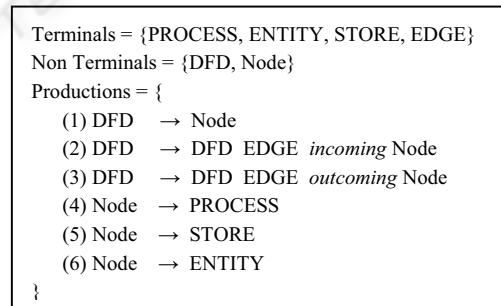 Terminals = {PROCESS, ENTITY, STORE, EDGE}
Non Terminals = {DFD, Node}
Productions = {
(1) DFD → Node
(2) DFD → DFD EDGE incoming Node
(3) DFD → DFD EDGE outcoming Node
(4) Node → PROCESS
(5) Node → STORE
(6) Node → ENTITY
}